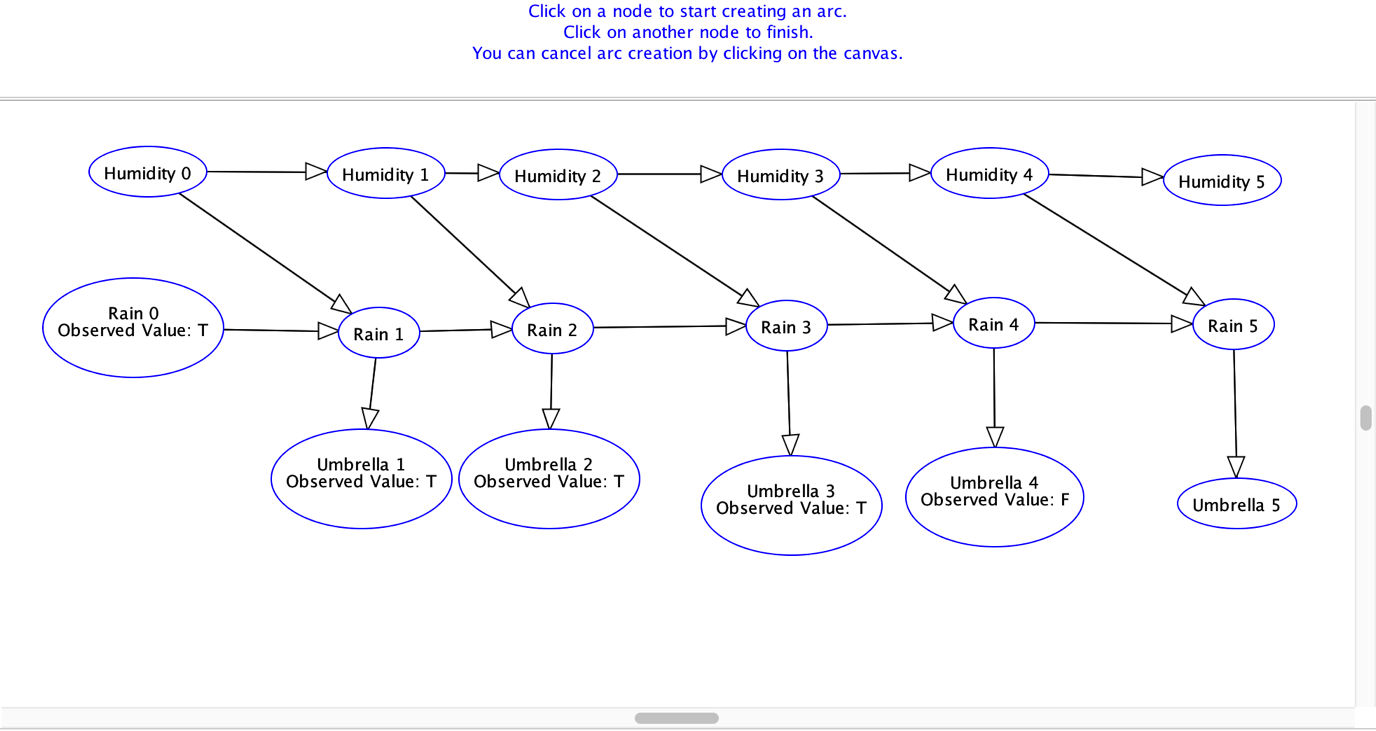 Click on a node to start creating an arc.
Click on another node to finish.
You can cancel arc creation by clicking on the canvas.
Humidity 0
Humidity 1
Humidity 2
Humidity 3
Humidity 4
Humidity 5
Rain 0
Observed Value: T
Rain 1
Rain 2
Rain 3
Rain 4
Rain 5
Umbrella 1
Observed Value: T
Umbrella 2
Observed Value: T
Umbrella 3
Observed Value: T
Umbrella 4
Observed Value: F
Umbrella 5